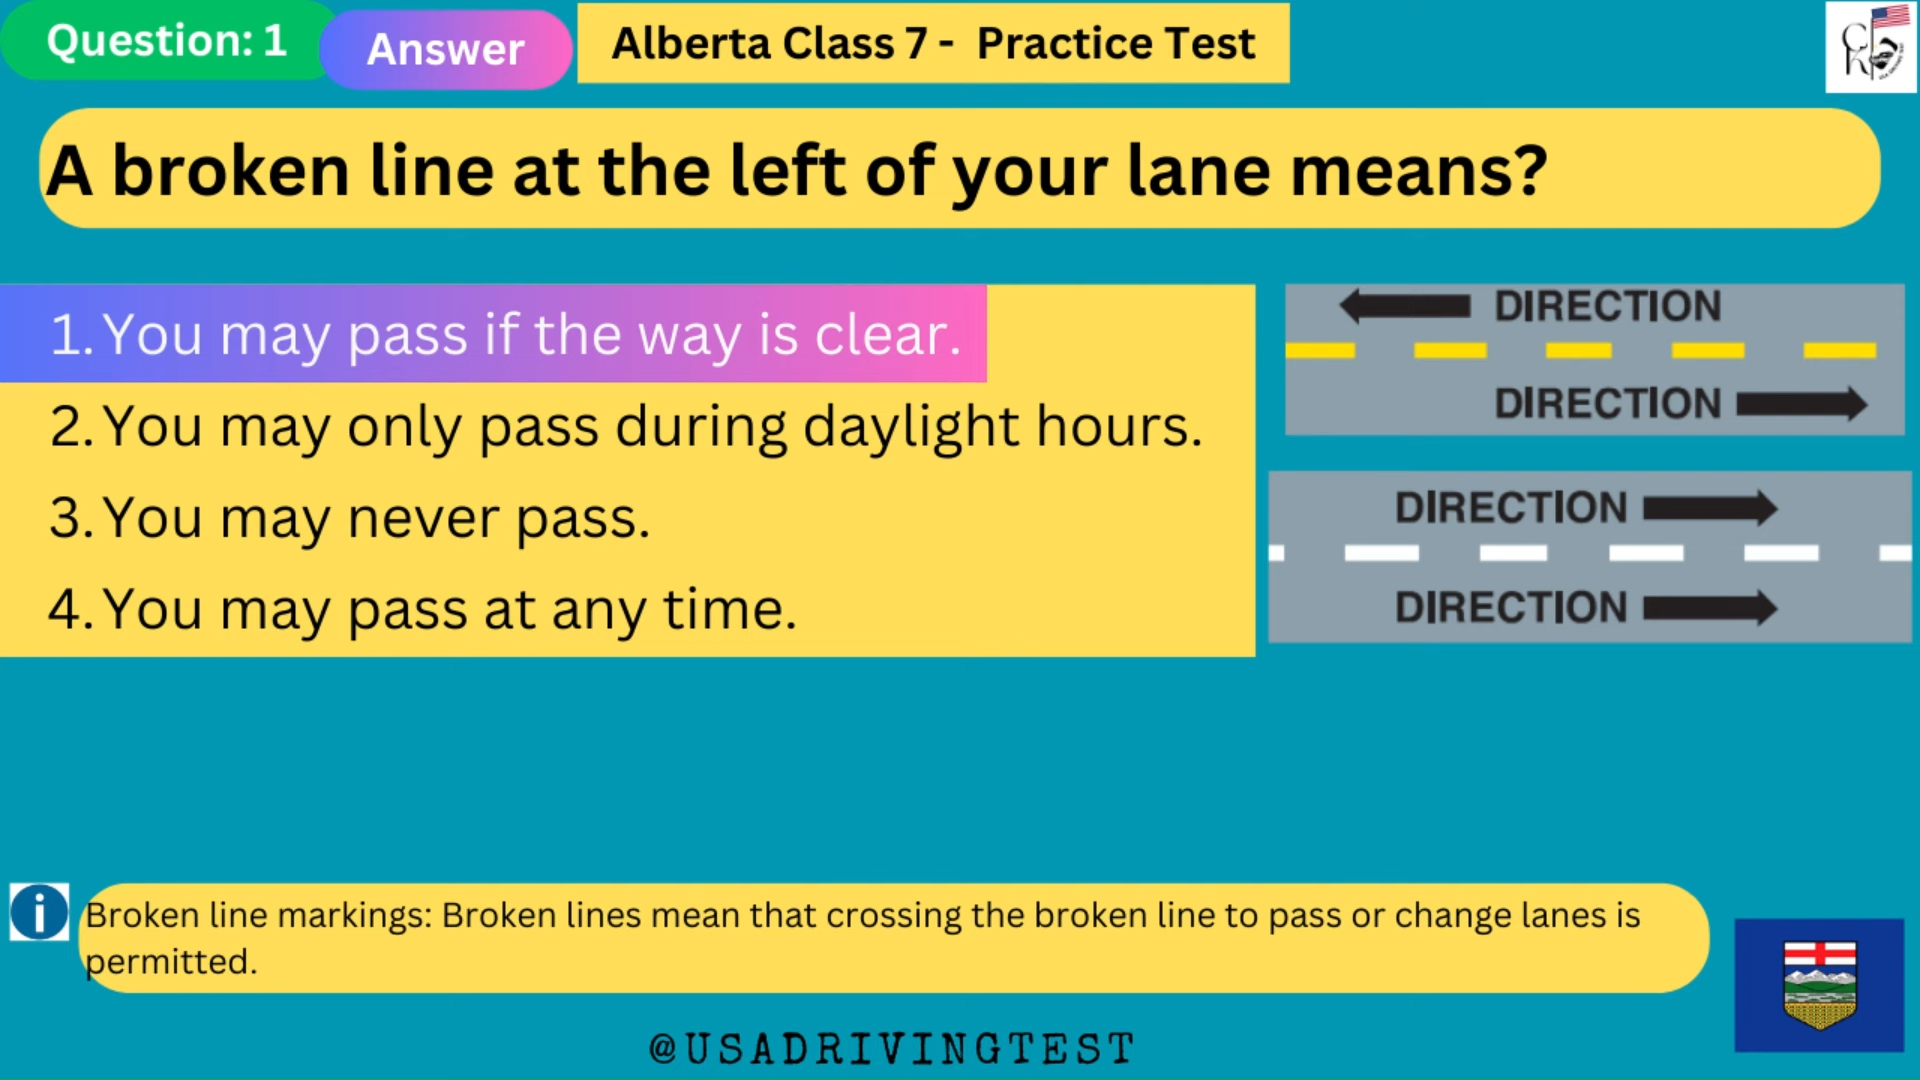 Question: 1
Answer
Alberta Class 7 - Practice Test
A broken line at the left of your lane means?
1. You may pass if the way is clear.
2. You may only pass during daylight hours.
3. You may never pass.
4. You may pass at any time.
DIRECTION
DIRECTION
DIRECTION
DIRECTION
i
Broken line markings: Broken lines mean that crossing the broken line to pass or change lanes is
permitted.
@USADRIVINGTEST